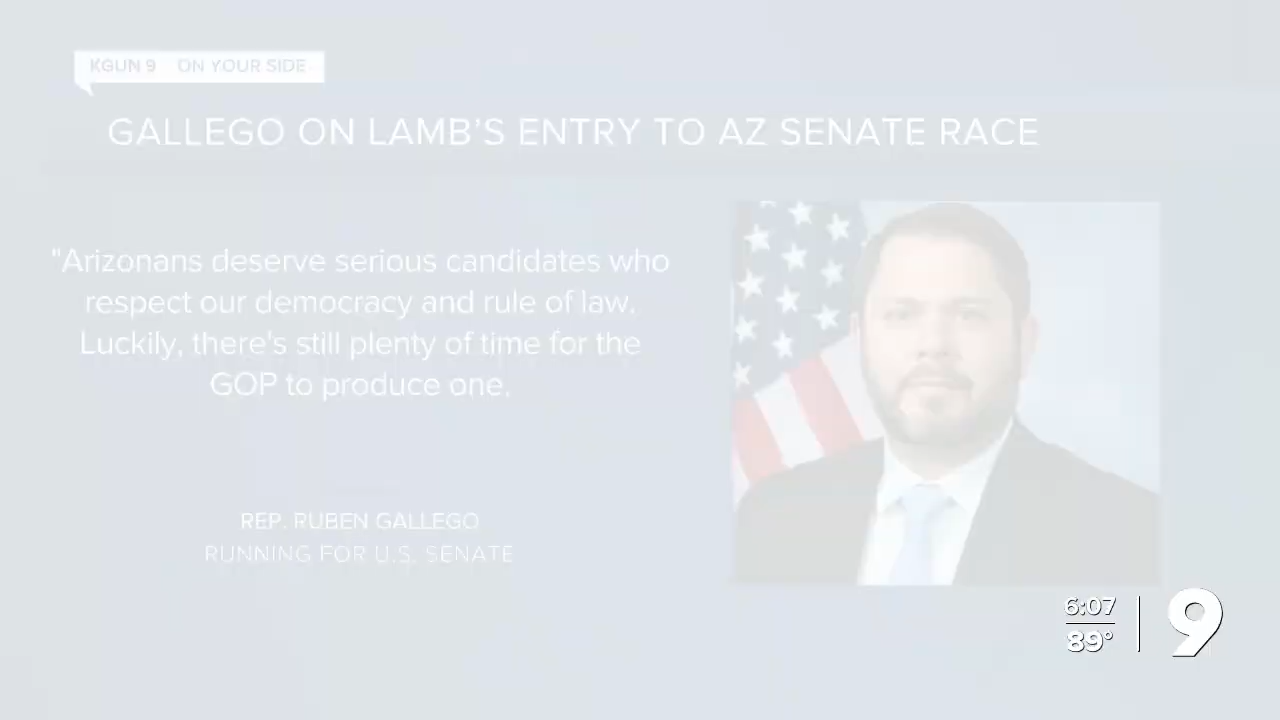 KGUN 9 ON YOUR SIDE
GALLEGO ON LAMB'S ENTRY TO AZ SENATE RACE
"Arizonans deserve serious candidates who
respect our democracy and rule of law.
Luckily, there's still plenty of time for the
GOP to produce one.
REP. RUBEN GALLEGO
RUNNING FOR U.S. SENATE
6:07
89°
9